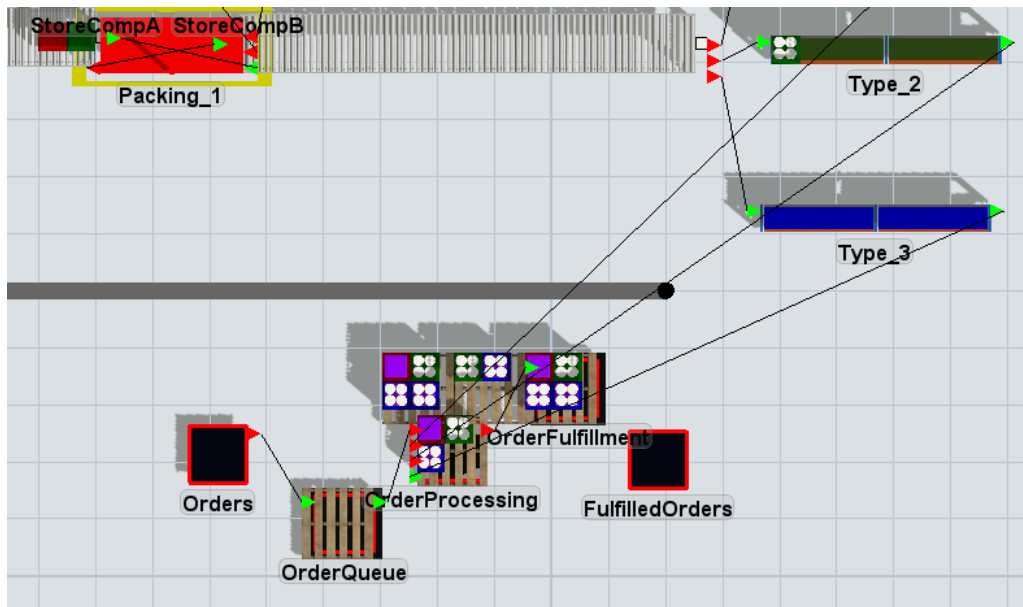 StoreCompA StoreCompB
Packing_1
Type_2
Type_3
OrderFulfillment
Orders
OrderProcessing
FulfilledOrders
OrderQueue